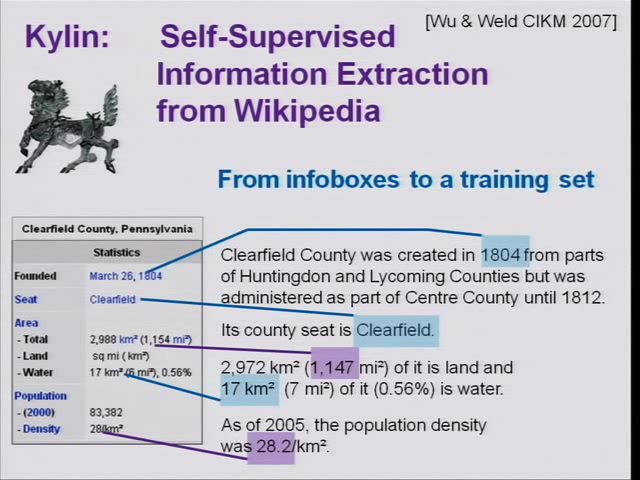 [Wu & Weld CIKM 2007]
Kylin: Self-Supervised
Information Extraction
from Wikipedia
From infoboxes to a training set
Clearfield County, Pennsylvania
Statistics
Founded March 26, 1804
Seat Clearfield
Area
- Total 2,988 km² (1,154 mi²)
- Land sq mi ( km²)
- Water 17 km² (6 mi²), 0.56%
Population
- (2000) 83,382
- Density 28/km²
Clearfield County was created in 1804 from parts
of Huntingdon and Lycoming Counties but was
administered as part of Centre County until 1812.
Its county seat is Clearfield.
2,972 km² (1,147 mi²) of it is land and
17 km² (7 mi²) of it (0.56%) is water.
As of 2005, the population density
was 28.2/km².